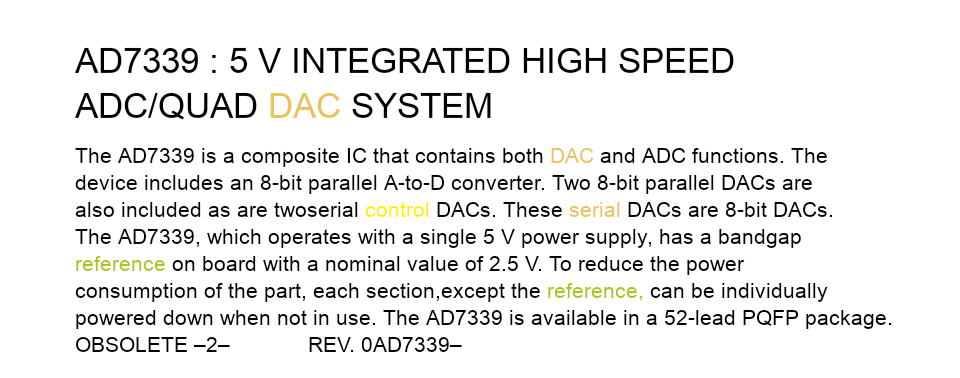 AD7339 : 5 V INTEGRATED HIGH SPEED
ADC/QUAD DAC SYSTEM
The AD7339 is a composite IC that contains both DAC and ADC functions. The
device includes an 8-bit parallel A-to-D converter. Two 8-bit parallel DACs are
also included as are twoserial control DACs. These serial DACs are 8-bit DACs.
The AD7339, which operates with a single 5 V power supply, has a bandgap
reference on board with a nominal value of 2.5 V. To reduce the power
consumption of the part, each section,except the reference, can be individually
powered down when not in use. The AD7339 is available in a 52-lead PQFP package.
OBSOLETE –2– REV. 0AD7339–